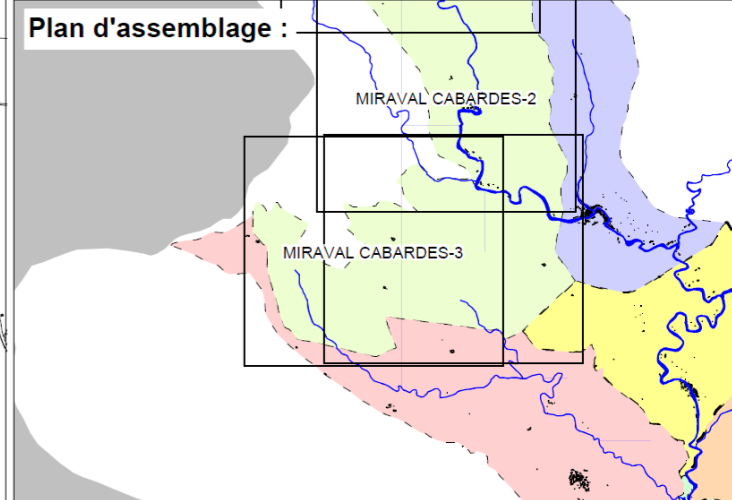 Plan d'assemblage :
MIRAVAL CABARDES-2
MIRAVAL CABARDES-3